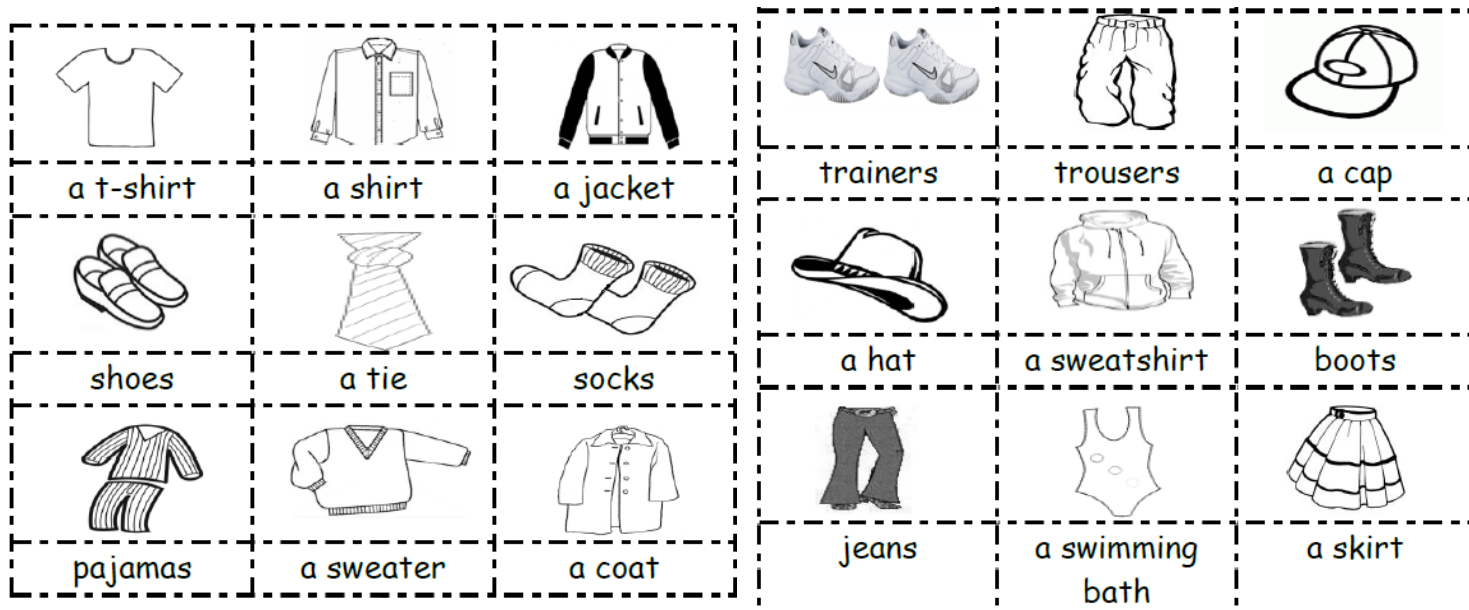 a t-shirt
a shirt
a jacket
shoes
a tie
socks
pajamas
a sweater
a coat
trainers
trousers
a cap
a hat
a sweatshirt
boots
jeans
a swimming
bath
a skirt